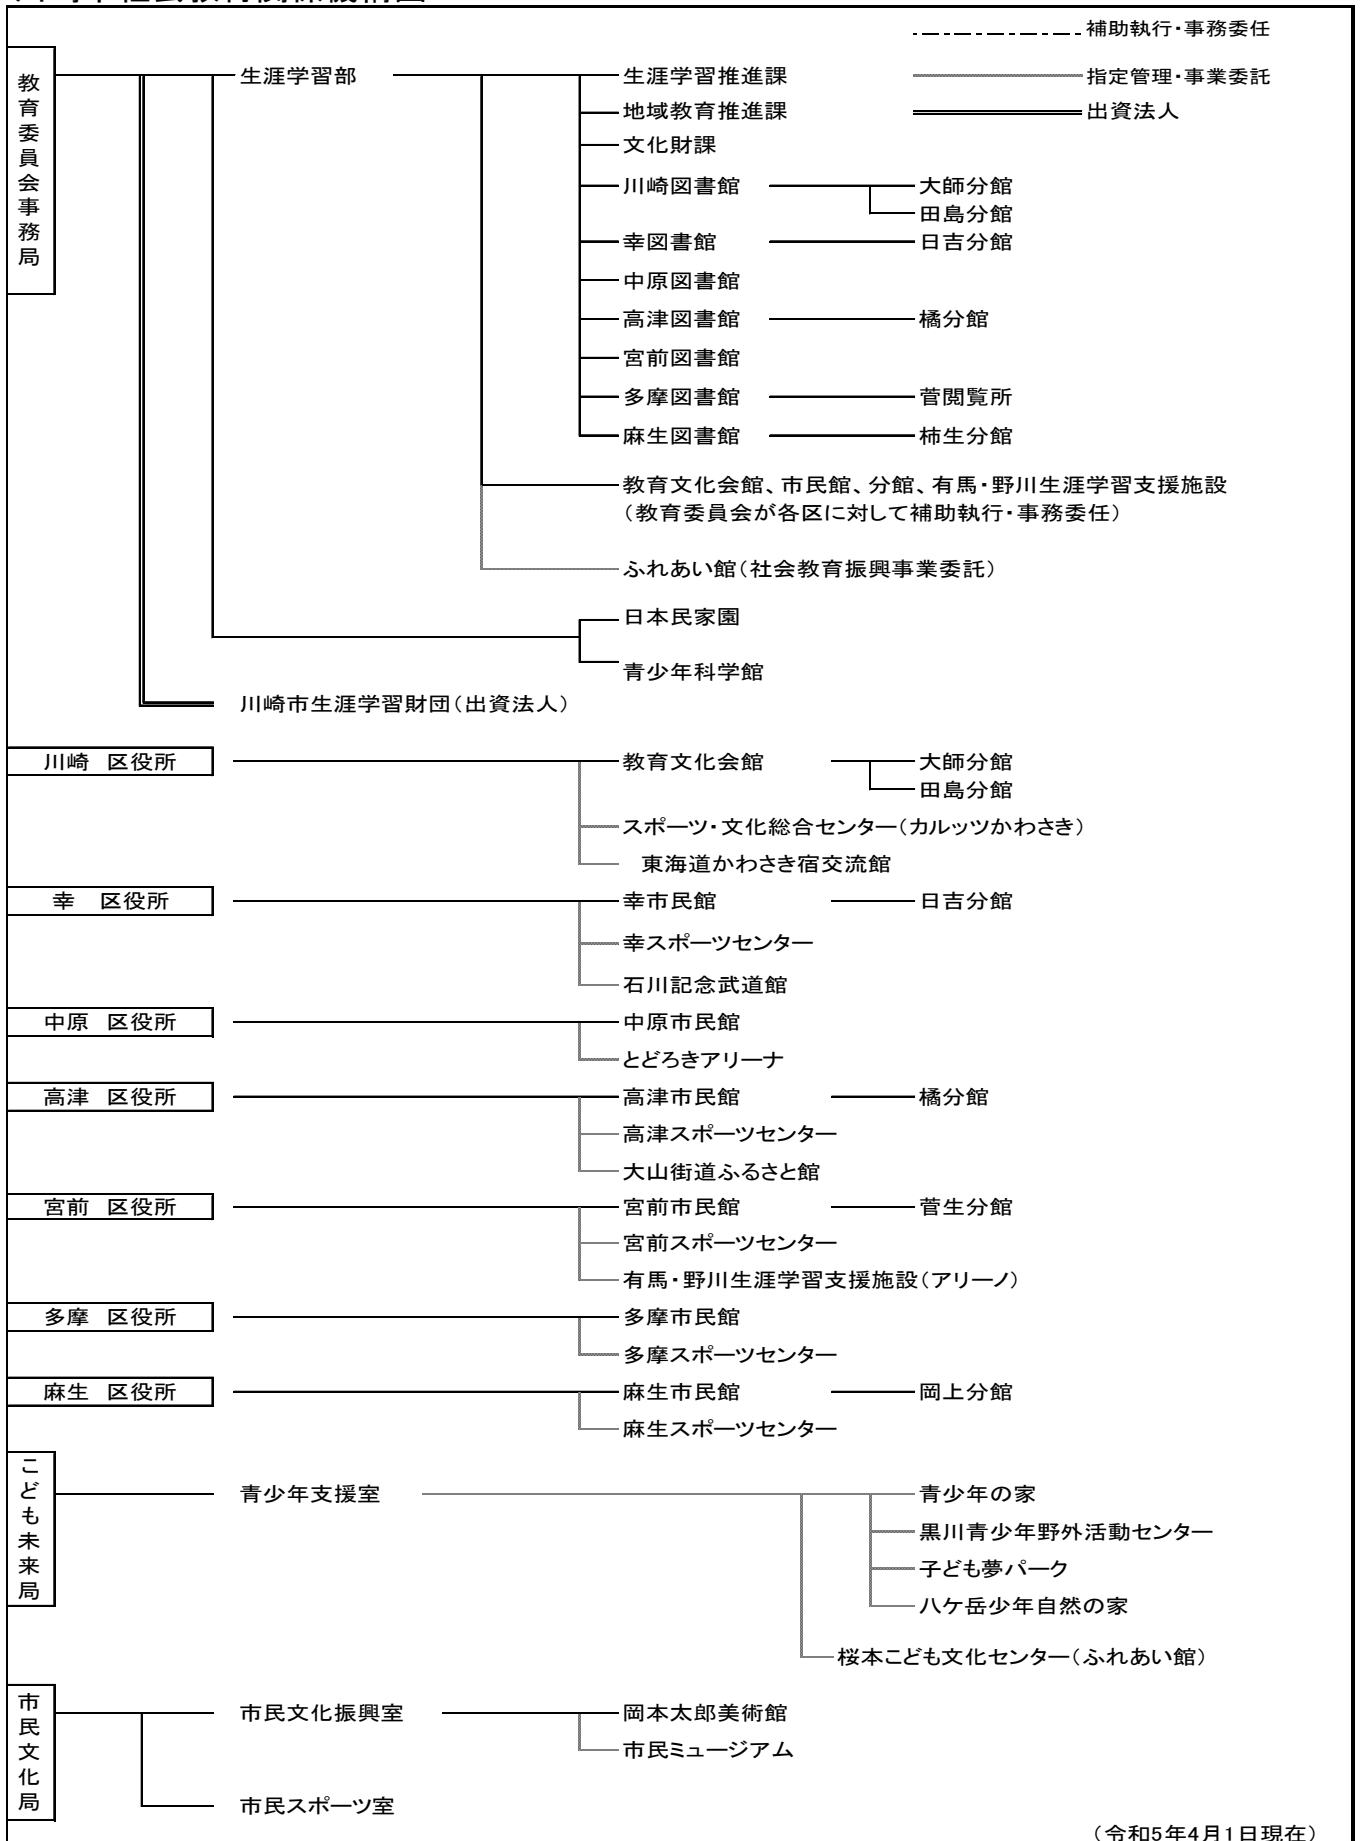 補助執行・事務委任
教育委員会事務局
生涯学習部
生涯学習推進課
指定管理・事業委託
地域教育推進課
出資法人
文化財課
川崎図書館
大師分館
田島分館
幸図書館
日吉分館
中原図書館
高津図書館
橘分館
宮前図書館
多摩図書館
菅閲覧所
麻生図書館
柿生分館
教育文化会館、市民館、分館、有馬・野川生涯学習支援施設
（教育委員会が各区に対して補助執行・事務委任）
ふれあい館（社会教育振興事業委託）
日本民家園
青少年科学館
川崎市生涯学習財団（出資法人）
川崎 区役所
教育文化会館
大師分館
田島分館
スポーツ・文化総合センター（カルッツかわさき）
東海道かわさき宿交流館
幸 区役所
幸市民館
日吉分館
幸スポーツセンター
石川記念武道館
中原 区役所
中原市民館
とどろきアリーナ
高津 区役所
高津市民館
橘分館
高津スポーツセンター
大山街道ふるさと館
宮前 区役所
宮前市民館
菅生分館
宮前スポーツセンター
有馬・野川生涯学習支援施設（アリーノ）
多摩 区役所
多摩市民館
多摩スポーツセンター
麻生 区役所
麻生市民館
岡上分館
麻生スポーツセンター
こども未来局
青少年支援室
青少年の家
黒川青少年野外活動センター
子ども夢パーク
八ケ岳少年自然の家
桜本こども文化センター（ふれあい館）
市民文化局
市民文化振興室
岡本太郎美術館
市民ミュージアム
市民スポーツ室
（令和5年4月1日現在）